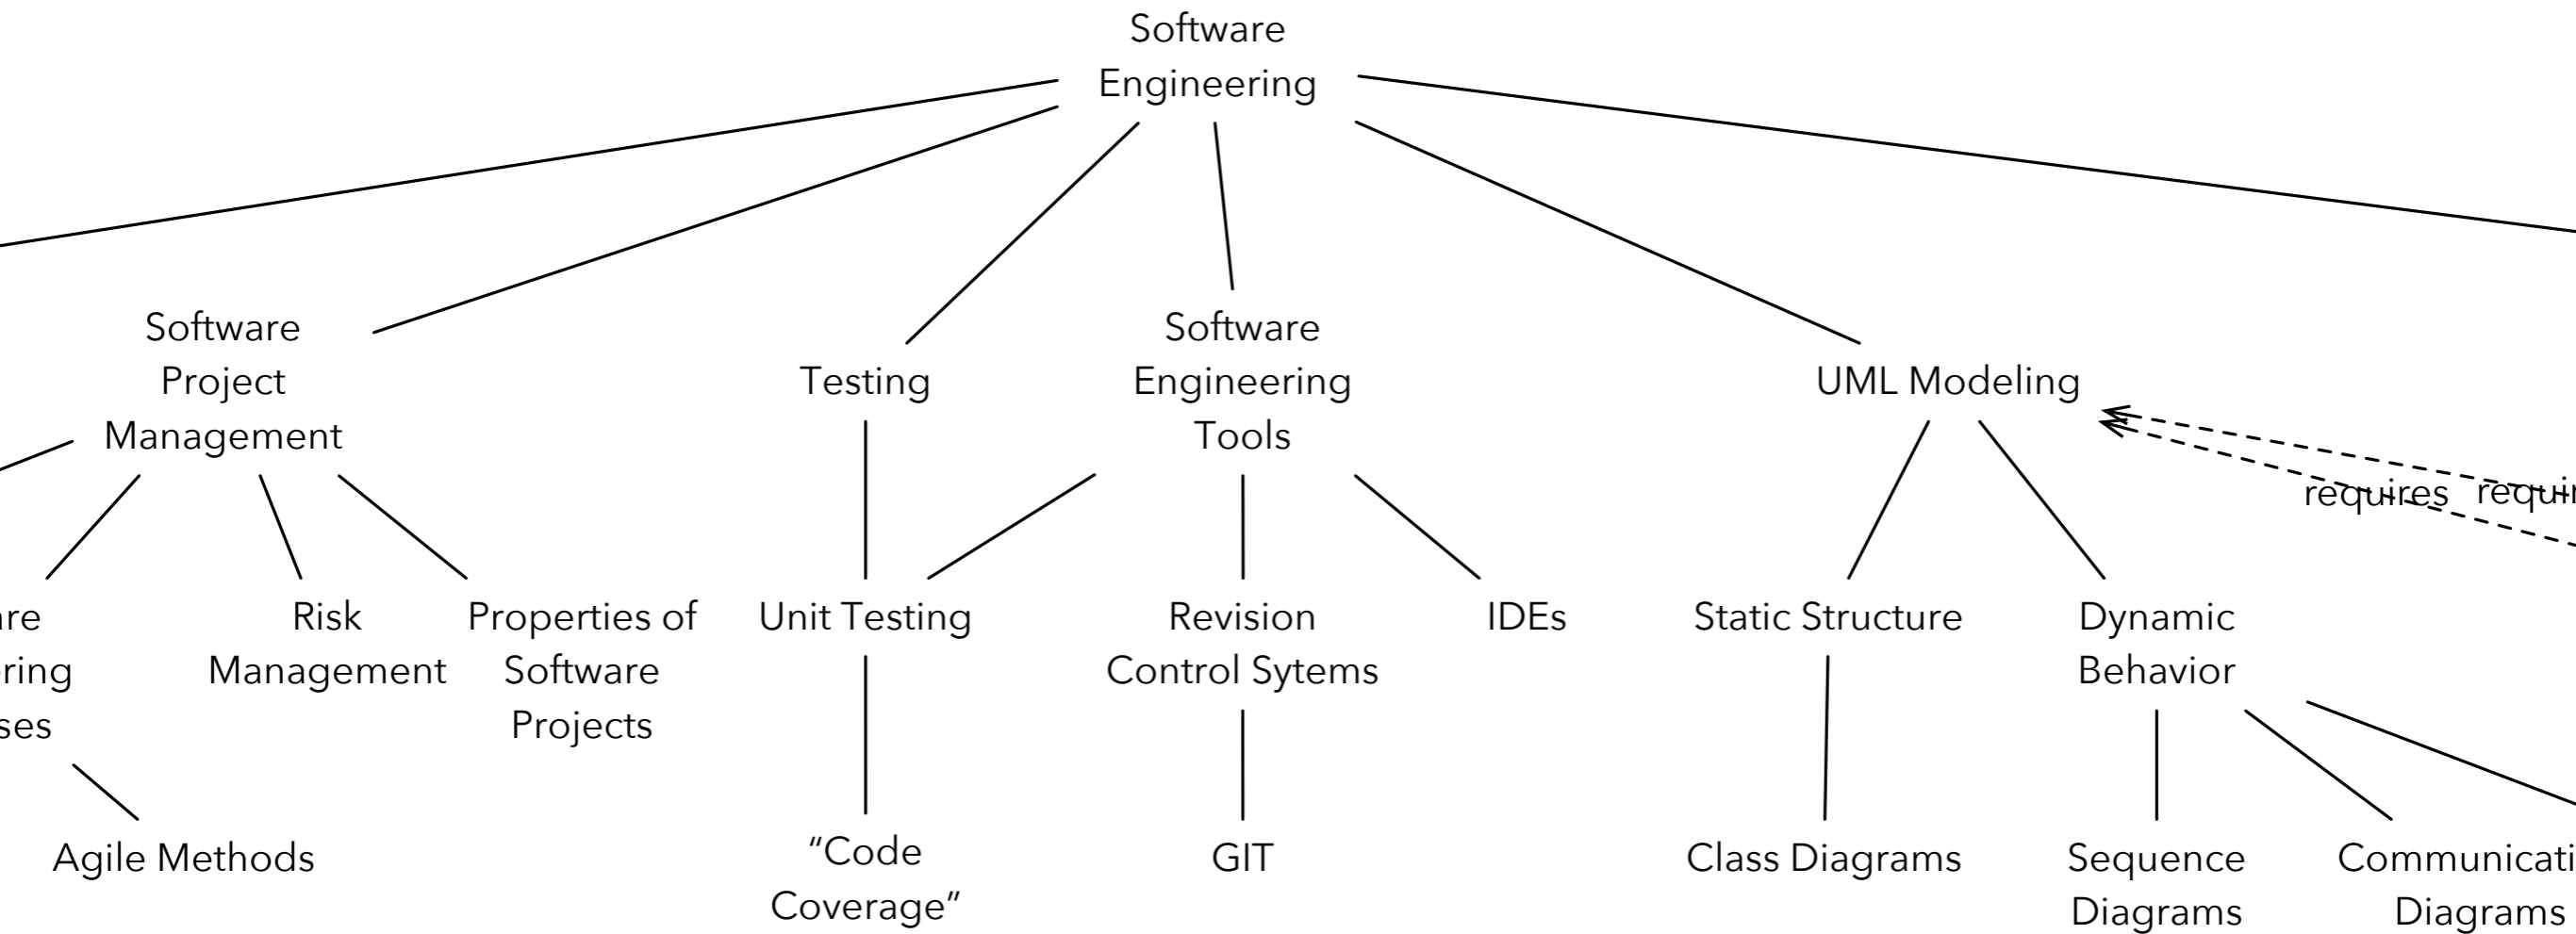 Software
Engineering
Software
Project
Management
Testing
Software
Engineering
Tools
UML Modeling
requires
Risk
Management
Properties of
Software
Projects
Unit Testing
Revision
Control Sytems
IDEs
Static Structure
Dynamic
Behavior
Agile Methods
“Code
Coverage”
GIT
Class Diagrams
Sequence
Diagrams
Diagrams